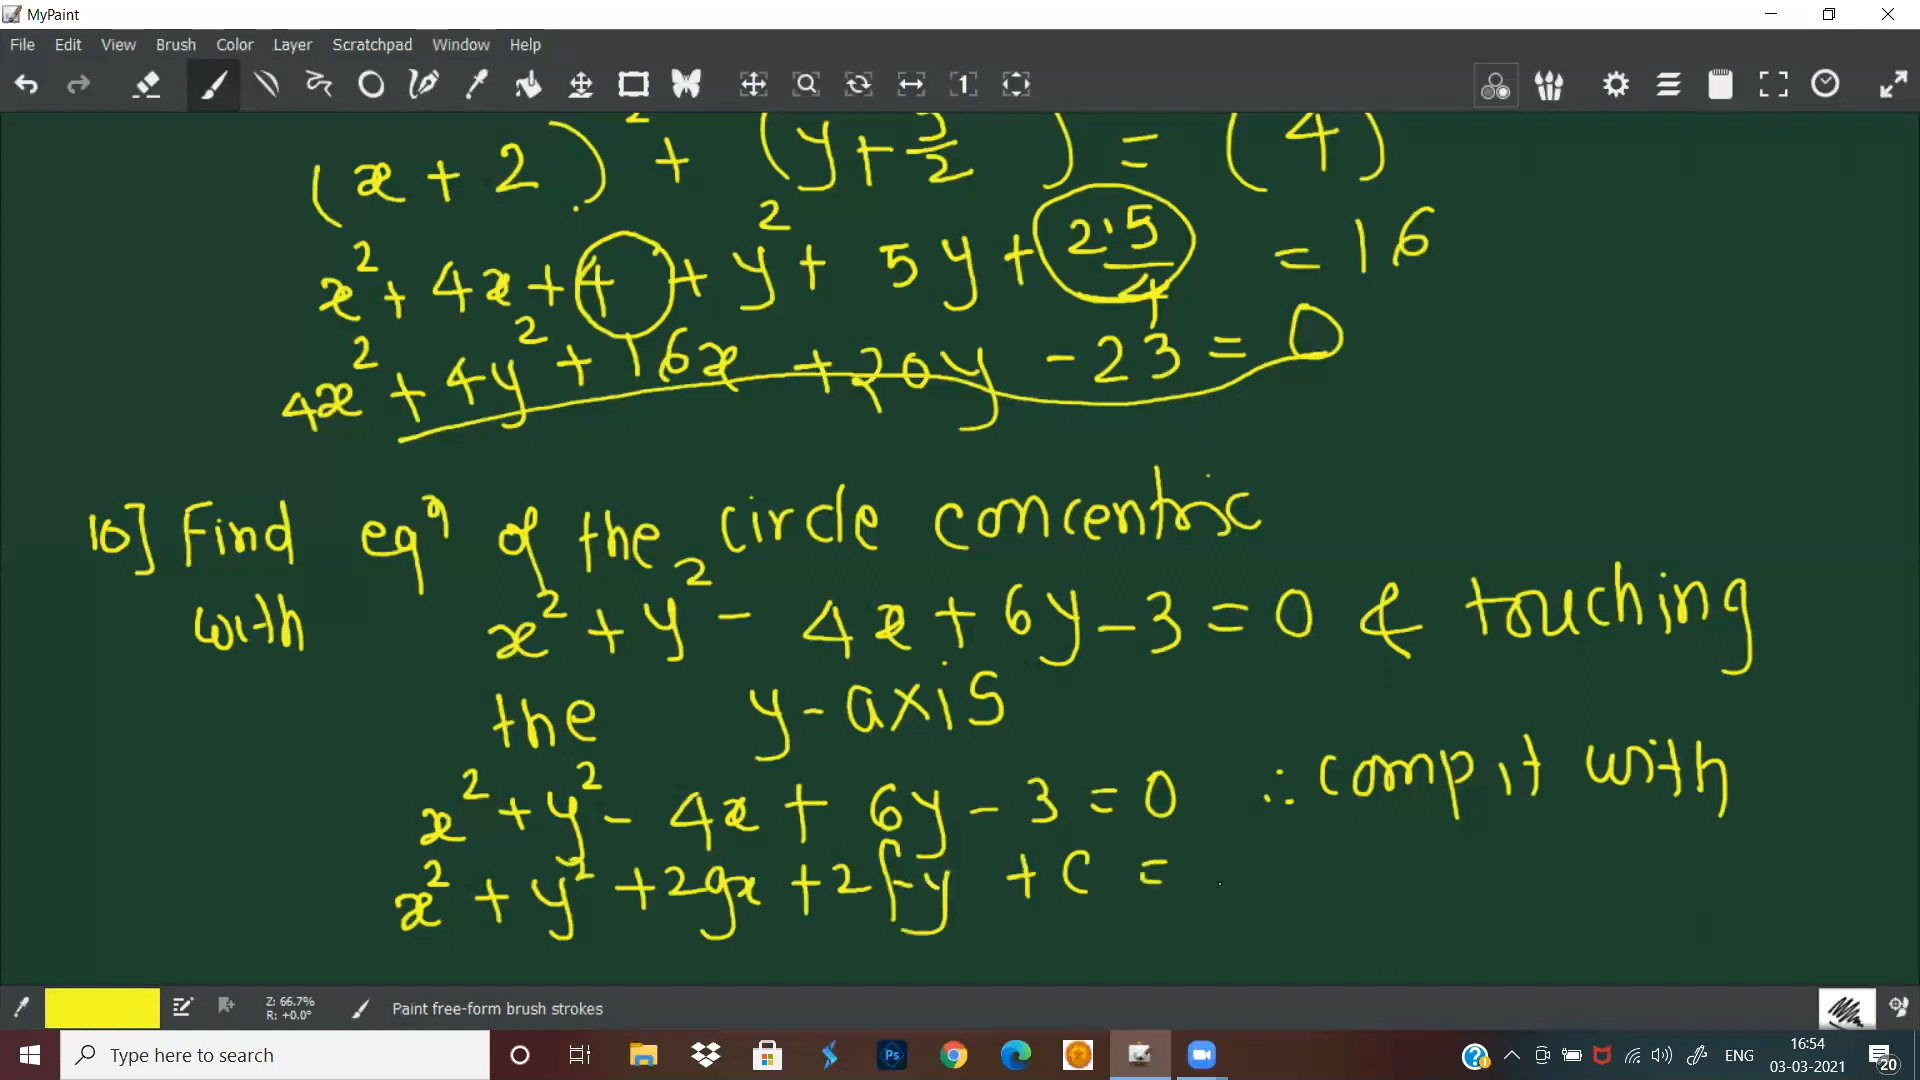 MyPaint
File Edit View Brush Color Layer Scratchpad Window Help
(x + 2)² + (y + 5/2) = (4)
x² + 4x + 4 + y² + 5y + 25/4 = 16
4x² + 4y² + 16x + 20y - 23 = 0
10] Find eqⁿ of the circle concentric
with x² + y² - 4x + 6y - 3 = 0 & touching
the y-axis
x² + y² - 4x + 6y - 3 = 0 ∴ comp it with
x² + y² + 2gx + 2fy + c =
Z: 66.7%
R: +0.0°
Paint free-form brush strokes
Type here to search
Ps
ENG
16:54
03-03-2021
20